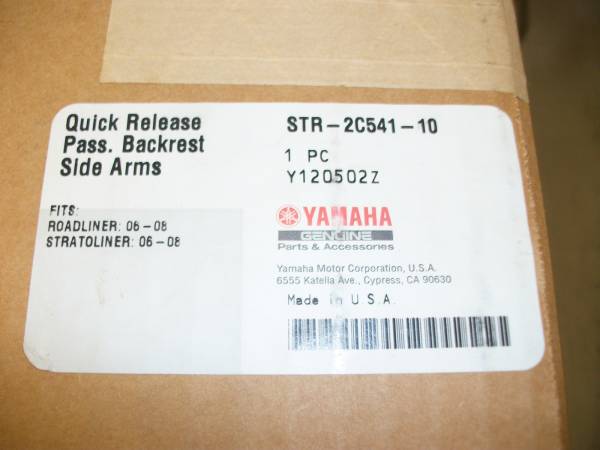 Quick Release
Pass. Backrest
Side Arms
STR-2C541-10
1 PC
Y120502Z
FITS:
ROADLINER: 06-08
STRATOLINER: 06-08
YAMAHA
GENUINE
Parts & Accessories
Yamaha Motor Corporation, U.S.A.
6555 Katella Ave., Cypress, CA 90630
Made in U.S.A.